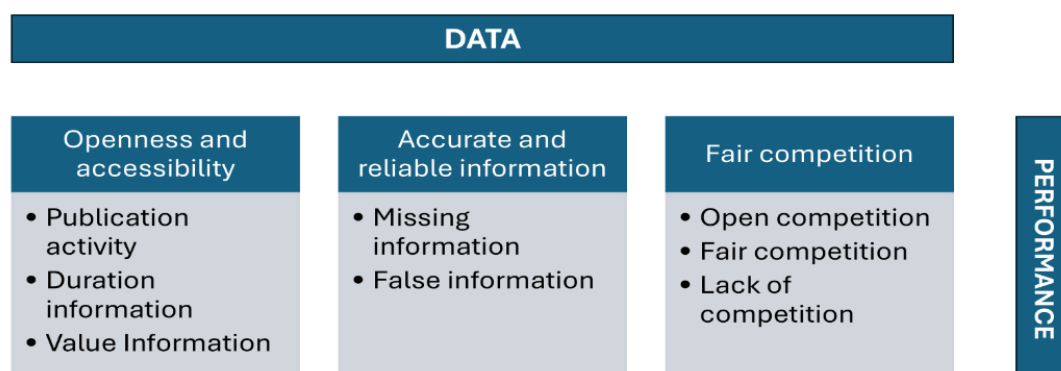 DATA
Openness and
accessibility
• Publication
activity
• Duration
information
• Value Information
Accurate and
reliable information
• Missing
information
• False information
Fair competition
• Open competition
• Fair competition
• Lack of
competition
PERFORMANCE